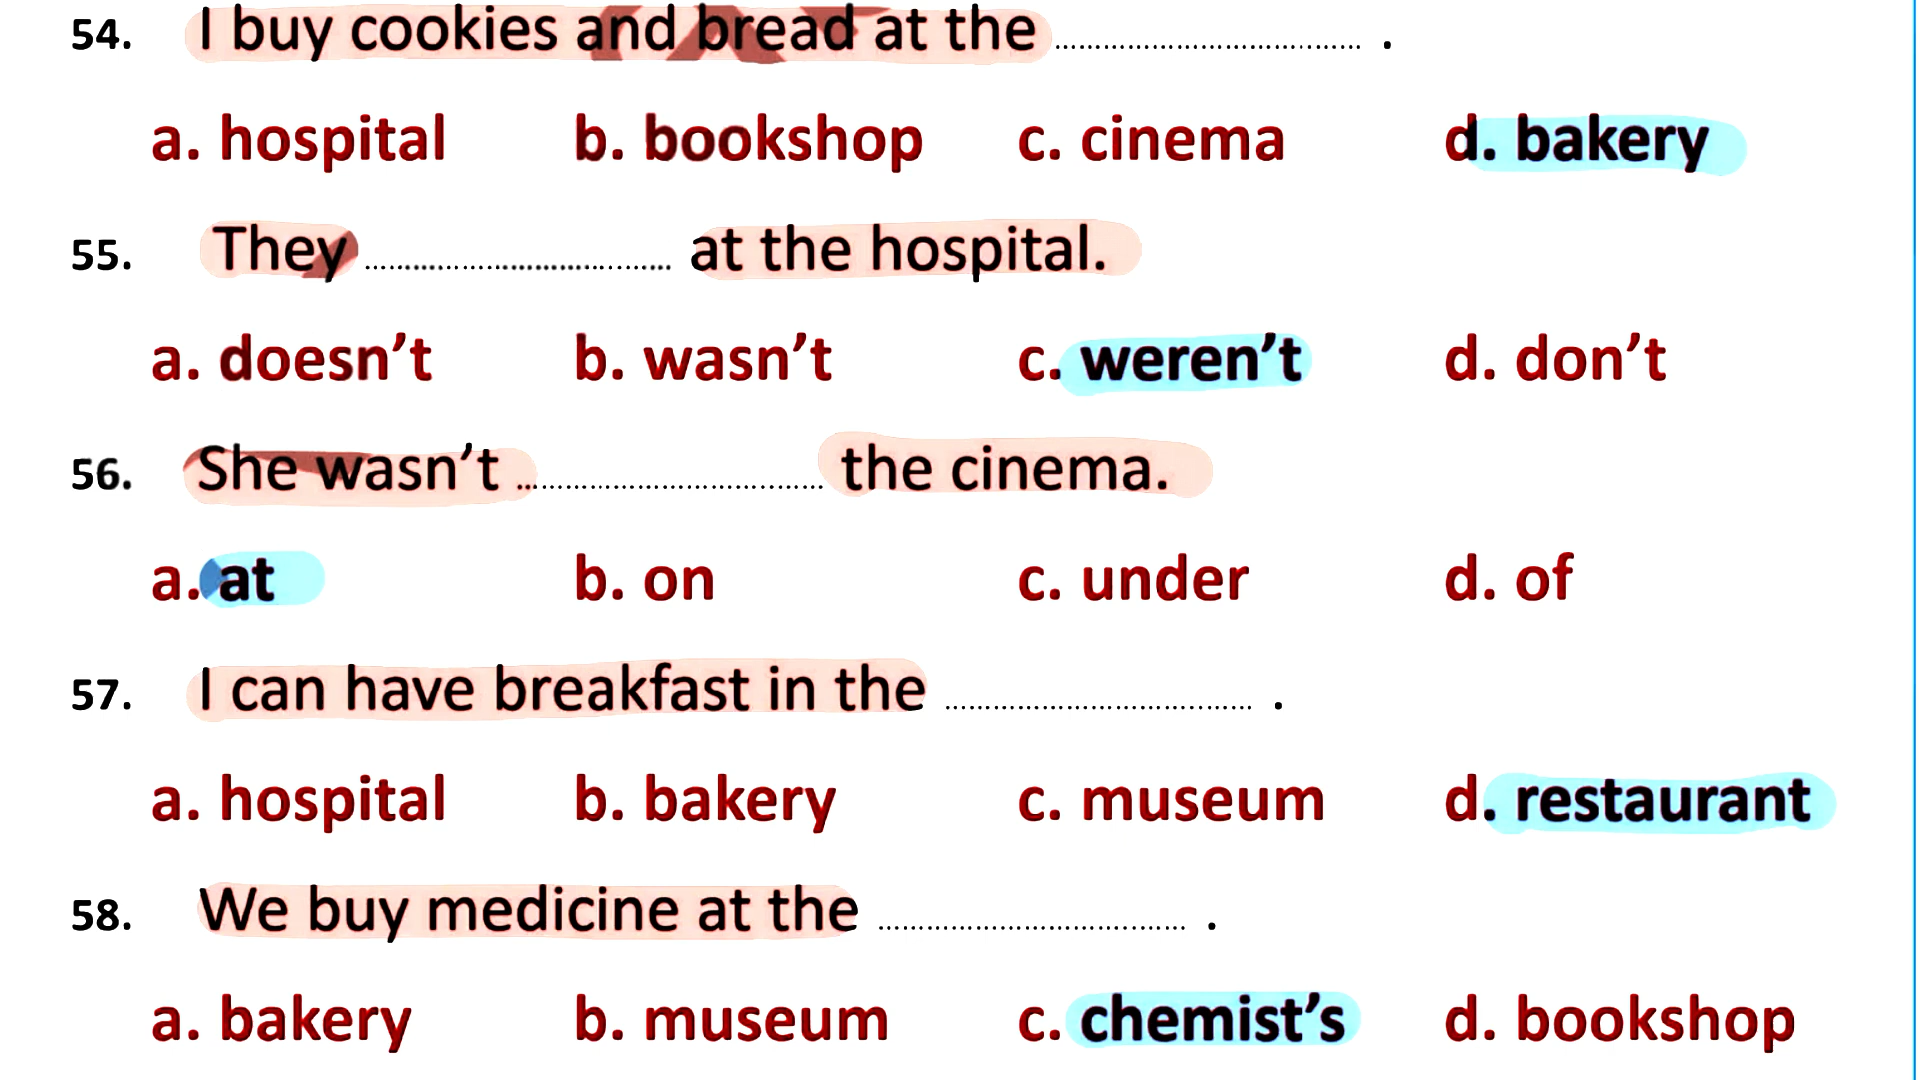 54. I buy cookies and bread at the ........................................ .
a. hospital b. bookshop c. cinema d. bakery
55. They ........................................ at the hospital.
a. doesn’t b. wasn’t c. weren’t d. don’t
56. She wasn’t ........................................ the cinema.
a. at b. on c. under d. of
57. I can have breakfast in the ........................................ .
a. hospital b. bakery c. museum d. restaurant
58. We buy medicine at the ........................................ .
a. bakery b. museum c. chemist’s d. bookshop